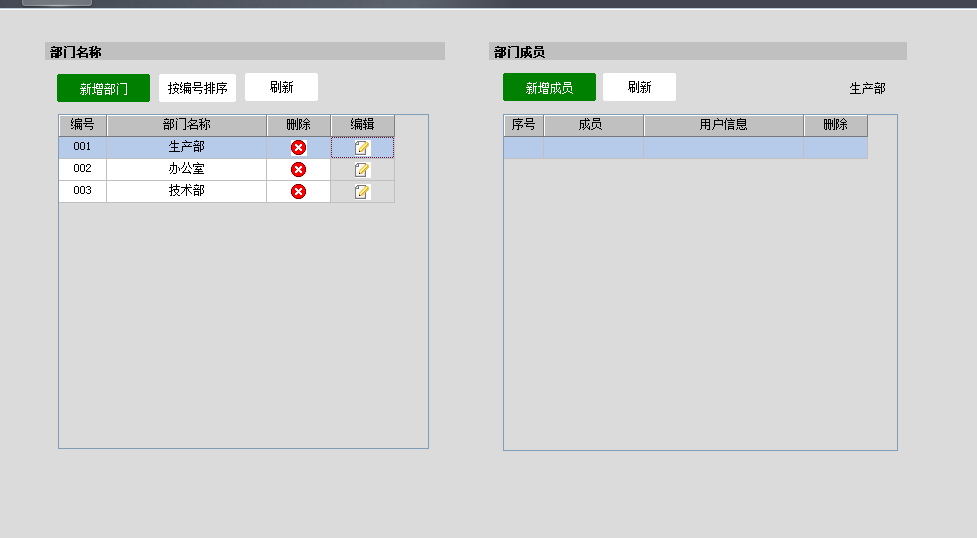 部门名称
部门成员
新增部门 按编号排序 刷新
新增成员 刷新 生产部
编号 部门名称 删除 编辑
001 生产部
002 办公室
003 技术部
序号 成员 用户信息 删除